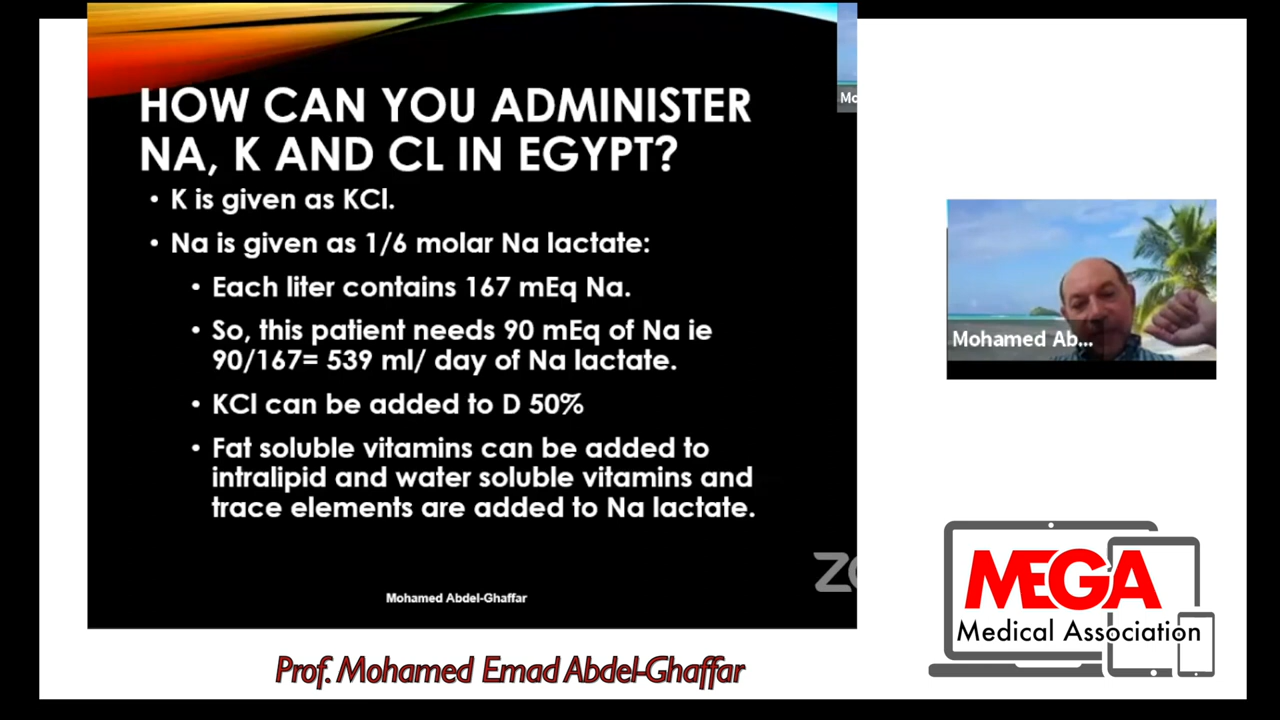 HOW CAN YOU ADMINISTER
NA, K AND CL IN EGYPT?
• K is given as KCl.
• Na is given as 1/6 molar Na lactate:
• Each liter contains 167 mEq Na.
• So, this patient needs 90 mEq of Na ie
90/167= 539 ml/ day of Na lactate.
• KCl can be added to D 50%
• Fat soluble vitamins can be added to
intralipid and water soluble vitamins and
trace elements are added to Na lactate.
Mohamed Abdel-Ghaffar
Mo
Mohamed Ab...
MEGA
Medical Association
Prof. Mohamed Emad Abdel-Ghaffar